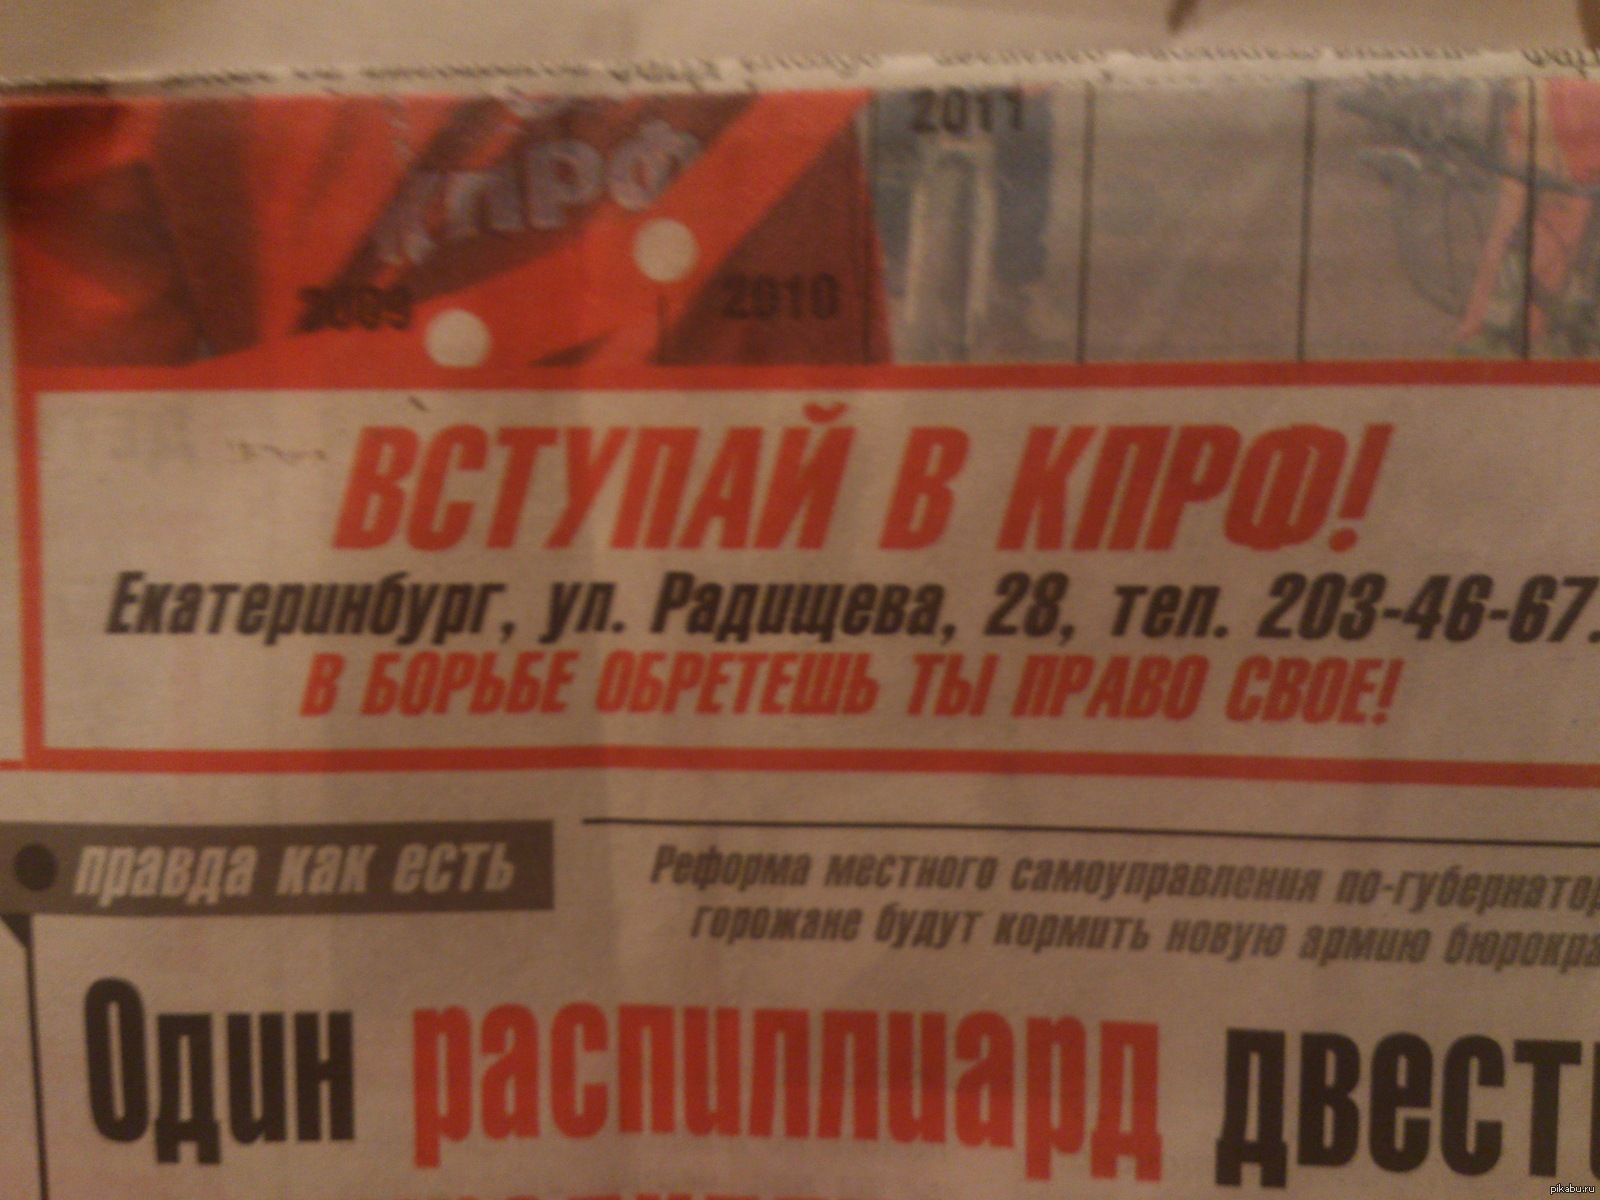 2011
КПРФ
2009
2010
ВСТУПАЙ В КПРФ!
Екатеринбург, ул. Радищева, 28, тел. 203-46-67.
В БОРЬБЕ ОБРЕТЕШЬ ТЫ ПРАВО СВОЕ!
правда как есть
Реформа местного самоуправления по-губернатор
горожане будут кормить новую армию бюрокра
Один распиллиард двест
pikabu.ru